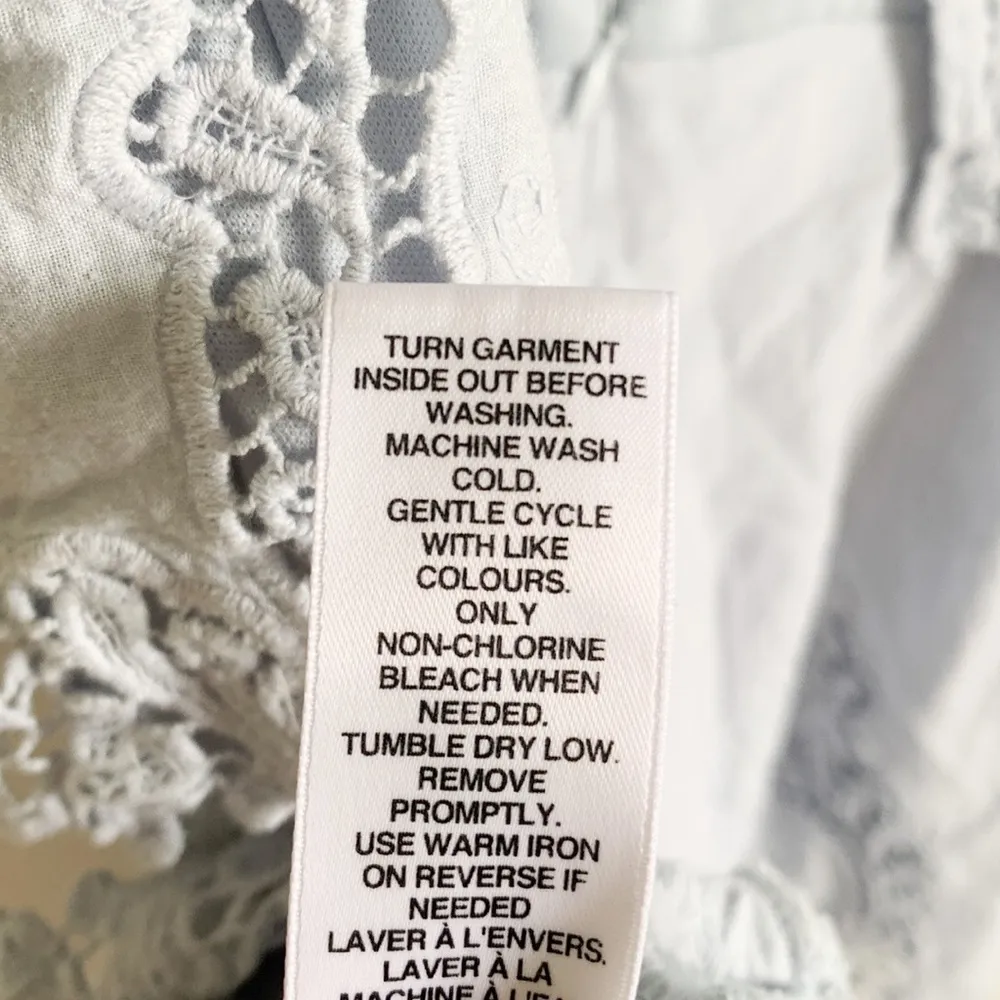 TURN GARMENT
INSIDE OUT BEFORE
WASHING.
MACHINE WASH
COLD.
GENTLE CYCLE
WITH LIKE
COLOURS.
ONLY
NON-CHLORINE
BLEACH WHEN
NEEDED.
TUMBLE DRY LOW.
REMOVE
PROMPTLY.
USE WARM IRON
ON REVERSE IF
NEEDED
LAVER À L'ENVERS.
LAVER À LA
MACHINE À